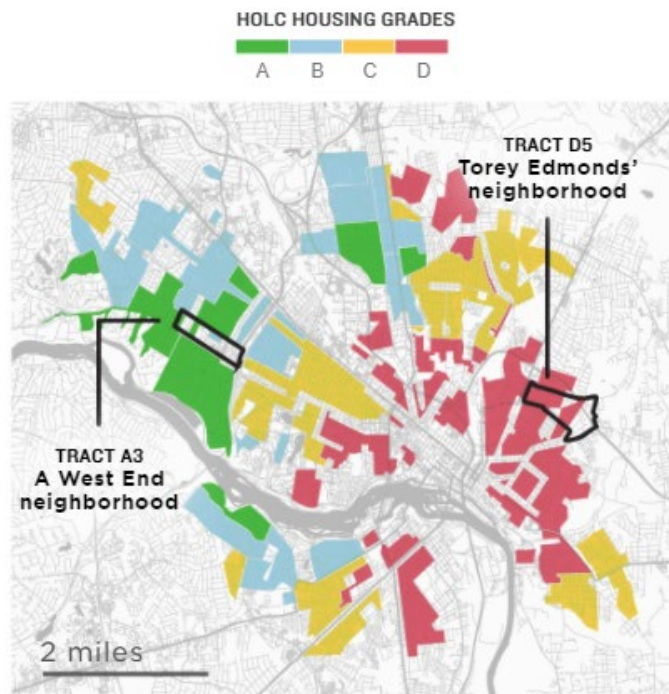 HOLC HOUSING GRADES
A B C D
TRACT D5
Torey Edmonds’
neighborhood
TRACT A3
A West End
neighborhood
2 miles